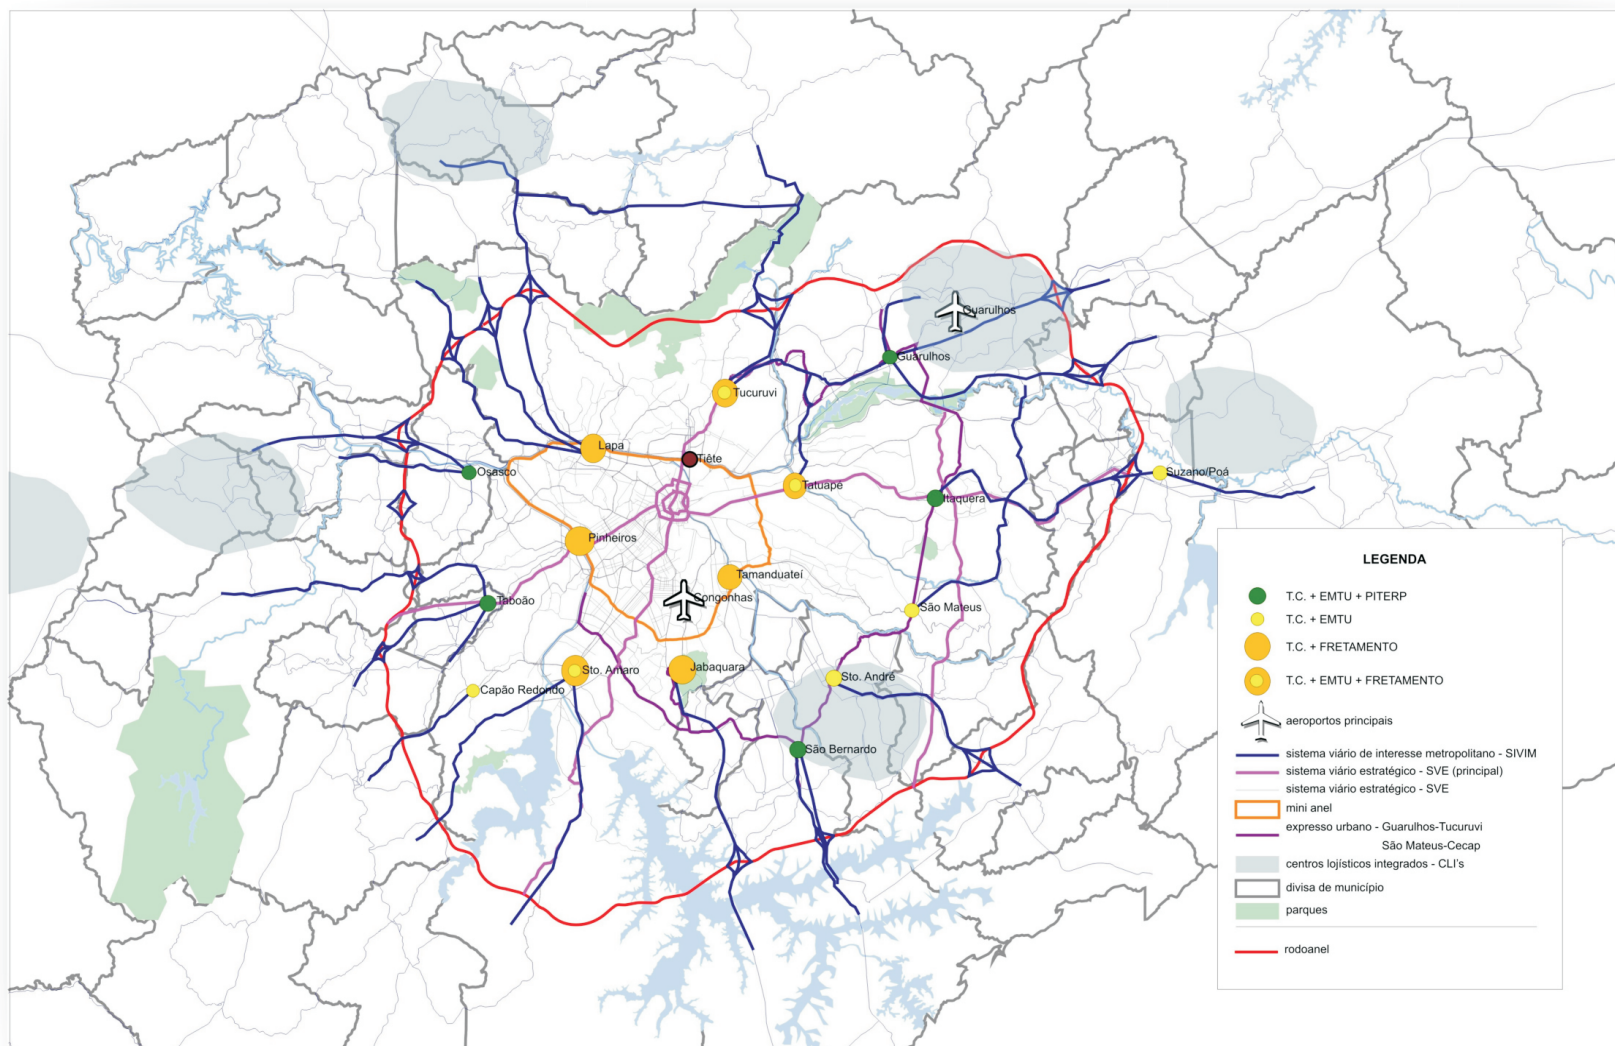 Guarulhos
Guarulhos
Tucuruvi
Lapa
Tiête
Osasco
Suzano/Poá
Tatuapé
Itaquera
Pinheiros
Tamanduateí
Congonhas
Taboão
São Mateus
Jabaquara
Sto. Amaro
Sto. André
Capão Redondo
São Bernardo
LEGENDA
T.C. + EMTU + PITERP
T.C. + EMTU
T.C. + FRETAMENTO
T.C. + EMTU + FRETAMENTO
aeroportos principais
sistema viário de interesse metropolitano - SIVIM
sistema viário estratégico - SVE (principal)
sistema viário estratégico - SVE
mini anel
expresso urbano - Guarulhos-Tucuruvi
São Mateus-Cecap
centros lojísticos integrados - CLI's
divisa de município
parques
rodoanel